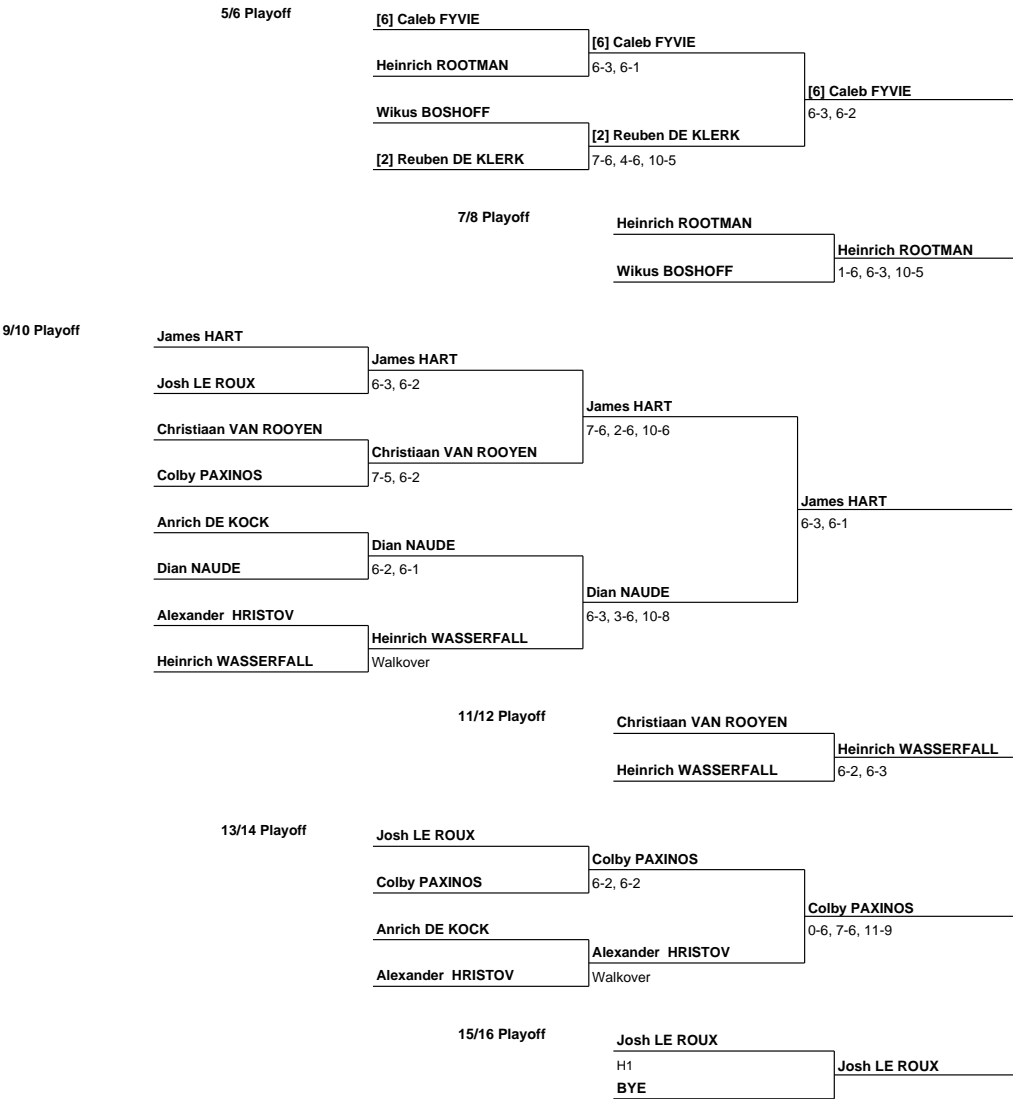 5/6 Playoff
[6] Caleb FYVIE
[6] Caleb FYVIE
Heinrich ROOTMAN
6-3, 6-1
[6] Caleb FYVIE
Wikus BOSHOFF
6-3, 6-2
[2] Reuben DE KLERK
[2] Reuben DE KLERK
7-6, 4-6, 10-5
7/8 Playoff
Heinrich ROOTMAN
Heinrich ROOTMAN
Wikus BOSHOFF
1-6, 6-3, 10-5
9/10 Playoff
James HART
James HART
Josh LE ROUX
6-3, 6-2
James HART
Christiaan VAN ROOYEN
7-6, 2-6, 10-6
Christiaan VAN ROOYEN
Colby PAXINOS
7-5, 6-2
James HART
Anrich DE KOCK
6-3, 6-1
Dian NAUDE
Dian NAUDE
6-2, 6-1
Dian NAUDE
Alexander HRISTOV
6-3, 3-6, 10-8
Heinrich WASSERFALL
Heinrich WASSERFALL
Walkover
11/12 Playoff
Christiaan VAN ROOYEN
Heinrich WASSERFALL
Heinrich WASSERFALL
6-2, 6-3
13/14 Playoff
Josh LE ROUX
Colby PAXINOS
Colby PAXINOS
6-2, 6-2
Colby PAXINOS
Anrich DE KOCK
0-6, 7-6, 11-9
Alexander HRISTOV
Alexander HRISTOV
Walkover
15/16 Playoff
Josh LE ROUX
H1
Josh LE ROUX
BYE